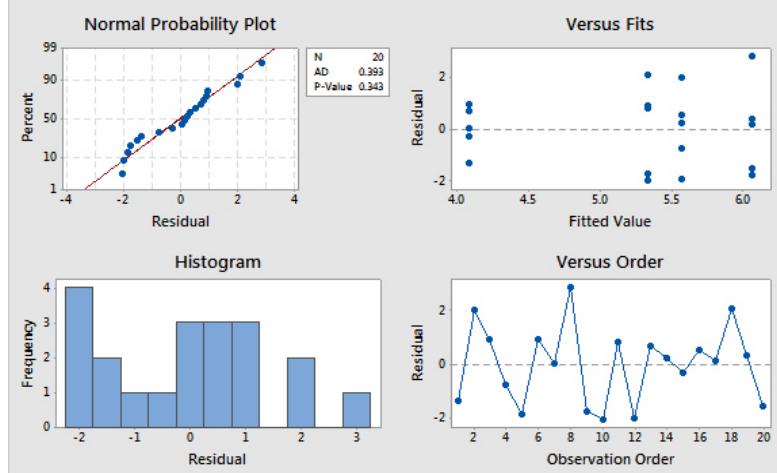 Normal Probability Plot
99
90
50
10
1
Percent
-4 -2 0 2 4
Residual
N 20
AD 0.393
P-Value 0.343
Versus Fits
2
0
-2
Residual
4.0 4.5 5.0 5.5 6.0
Fitted Value
Histogram
4
3
2
1
0
Frequency
-2 -1 0 1 2 3
Residual
Versus Order
2
0
-2
Residual
2 4 6 8 10 12 14 16 18 20
Observation Order